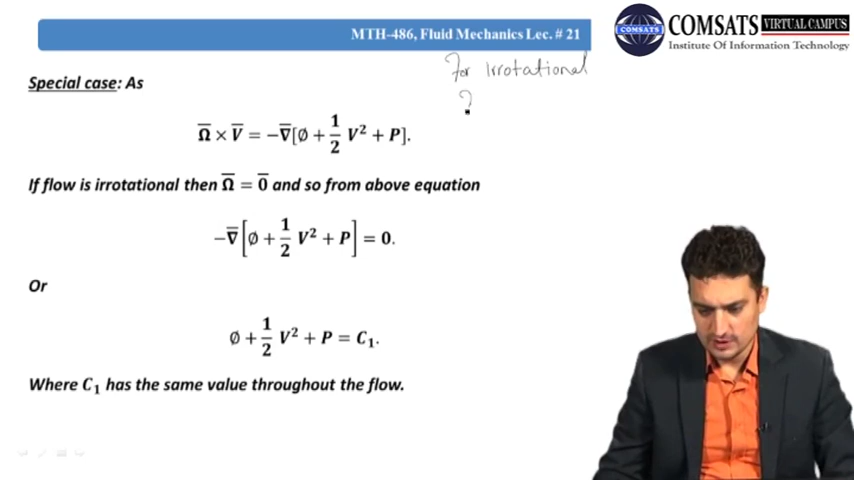 MTH-486, Fluid Mechanics Lec. # 21
COMSATS
COMSATS VIRTUAL CAMPUS
Institute Of Information Technology
For Irrotational
Special case: As
Ω̅ × V̅ = −∇̅[∅ + 1/2 V² + P].
If flow is irrotational then Ω̅ = 0̅ and so from above equation
−∇̅[∅ + 1/2 V² + P] = 0.
Or
∅ + 1/2 V² + P = C₁.
Where C₁ has the same value throughout the flow.